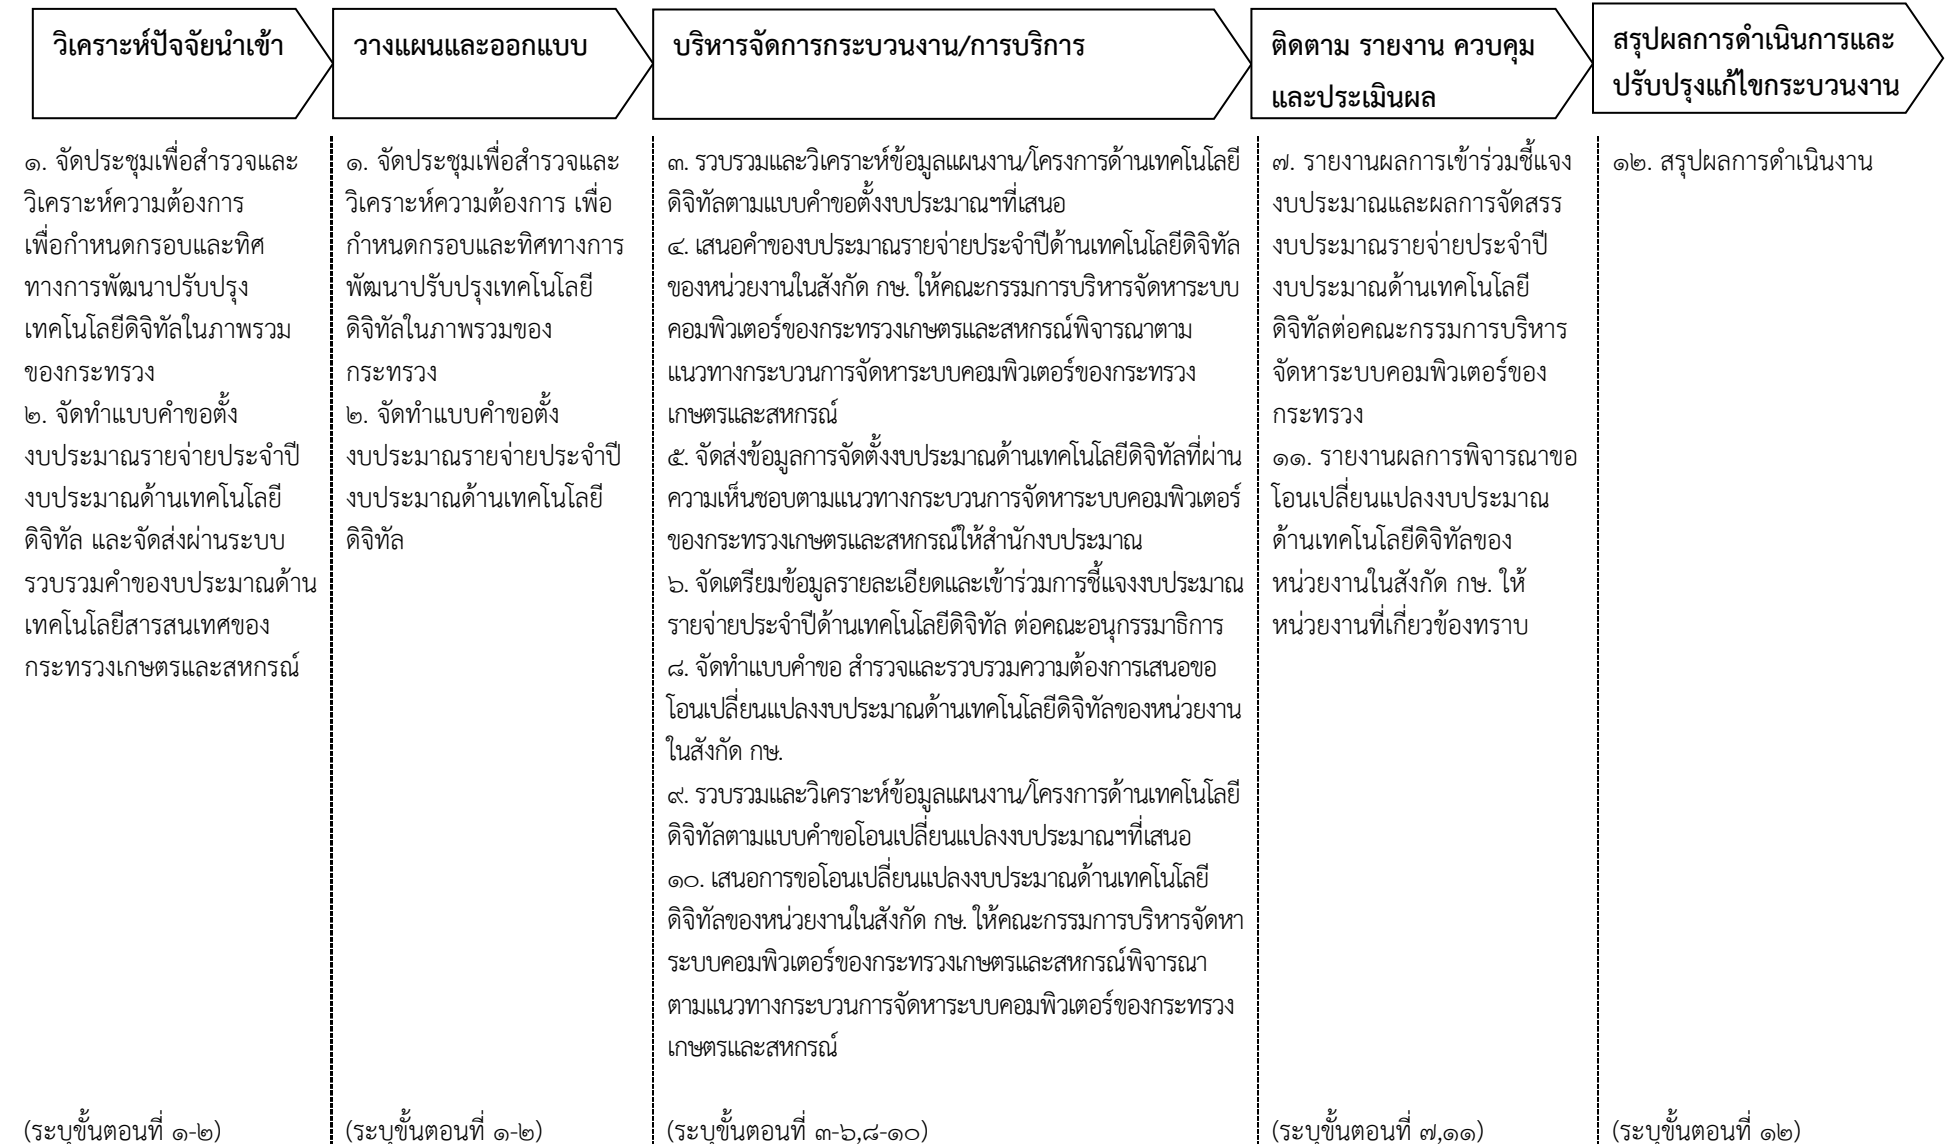 วิเคราะห์ปัจจัยนำเข้า
วางแผนและออกแบบ
บริหารจัดการกระบวนงาน/การบริการ
ติดตาม รายงาน ควบคุม
และประเมินผล
สรุปผลการดำเนินการและ
ปรับปรุงแก้ไขกระบวนงาน
๑. จัดประชุมเพื่อสำรวจและ
วิเคราะห์ความต้องการ
เพื่อกำหนดกรอบและทิศ
ทางการพัฒนาปรับปรุง
เทคโนโลยีดิจิทัลในภาพรวม
ของกระทรวง
๒. จัดทำแบบคำขอตั้ง
งบประมาณรายจ่ายประจำปี
งบประมาณด้านเทคโนโลยี
ดิจิทัล และจัดส่งผ่านระบบ
รวบรวมคำของบประมาณด้าน
เทคโนโลยีสารสนเทศของ
กระทรวงเกษตรและสหกรณ์
(ระบุขั้นตอนที่ ๑-๒)
๑. จัดประชุมเพื่อสำรวจและ
วิเคราะห์ความต้องการ เพื่อ
กำหนดกรอบและทิศทางการ
พัฒนาปรับปรุงเทคโนโลยี
ดิจิทัลในภาพรวมของ
กระทรวง
๒. จัดทำแบบคำขอตั้ง
งบประมาณรายจ่ายประจำปี
งบประมาณด้านเทคโนโลยี
ดิจิทัล
(ระบุขั้นตอนที่ ๑-๒)
๓. รวบรวมและวิเคราะห์ข้อมูลแผนงาน/โครงการด้านเทคโนโลยี
ดิจิทัลตามแบบคำขอตั้งงบประมาณฯที่เสนอ
๔. เสนอคำของบประมาณรายจ่ายประจำปีด้านเทคโนโลยีดิจิทัล
ของหน่วยงานในสังกัด กษ. ให้คณะกรรมการบริหารจัดหาระบบ
คอมพิวเตอร์ของกระทรวงเกษตรและสหกรณ์พิจารณาตาม
แนวทางกระบวนการจัดหาระบบคอมพิวเตอร์ของกระทรวง
เกษตรและสหกรณ์
๕. จัดส่งข้อมูลการจัดตั้งงบประมาณด้านเทคโนโลยีดิจิทัลที่ผ่าน
ความเห็นชอบตามแนวทางกระบวนการจัดหาระบบคอมพิวเตอร์
ของกระทรวงเกษตรและสหกรณ์ให้สำนักงบประมาณ
๖. จัดเตรียมข้อมูลรายละเอียดและเข้าร่วมการชี้แจงงบประมาณ
รายจ่ายประจำปีด้านเทคโนโลยีดิจิทัล ต่อคณะอนุกรรมาธิการ
๘. จัดทำแบบคำขอ สำรวจและรวบรวมความต้องการเสนอขอ
โอนเปลี่ยนแปลงงบประมาณด้านเทคโนโลยีดิจิทัลของหน่วยงาน
ในสังกัด กษ.
๙. รวบรวมและวิเคราะห์ข้อมูลแผนงาน/โครงการด้านเทคโนโลยี
ดิจิทัลตามแบบคำขอโอนเปลี่ยนแปลงงบประมาณฯที่เสนอ
๑๐. เสนอการขอโอนเปลี่ยนแปลงงบประมาณด้านเทคโนโลยี
ดิจิทัลของหน่วยงานในสังกัด กษ. ให้คณะกรรมการบริหารจัดหา
ระบบคอมพิวเตอร์ของกระทรวงเกษตรและสหกรณ์พิจารณา
ตามแนวทางกระบวนการจัดหาระบบคอมพิวเตอร์ของกระทรวง
เกษตรและสหกรณ์
(ระบุขั้นตอนที่ ๓-๖,๘-๑๐)
๗. รายงานผลการเข้าร่วมชี้แจง
งบประมาณและผลการจัดสรร
งบประมาณรายจ่ายประจำปี
งบประมาณด้านเทคโนโลยี
ดิจิทัลต่อคณะกรรมการบริหาร
จัดหาระบบคอมพิวเตอร์ของ
กระทรวง
๑๑. รายงานผลการพิจารณาขอ
โอนเปลี่ยนแปลงงบประมาณ
ด้านเทคโนโลยีดิจิทัลของ
หน่วยงานในสังกัด กษ. ให้
หน่วยงานที่เกี่ยวข้องทราบ
(ระบุขั้นตอนที่ ๗,๑๑)
๑๒. สรุปผลการดำเนินงาน
(ระบุขั้นตอนที่ ๑๒)